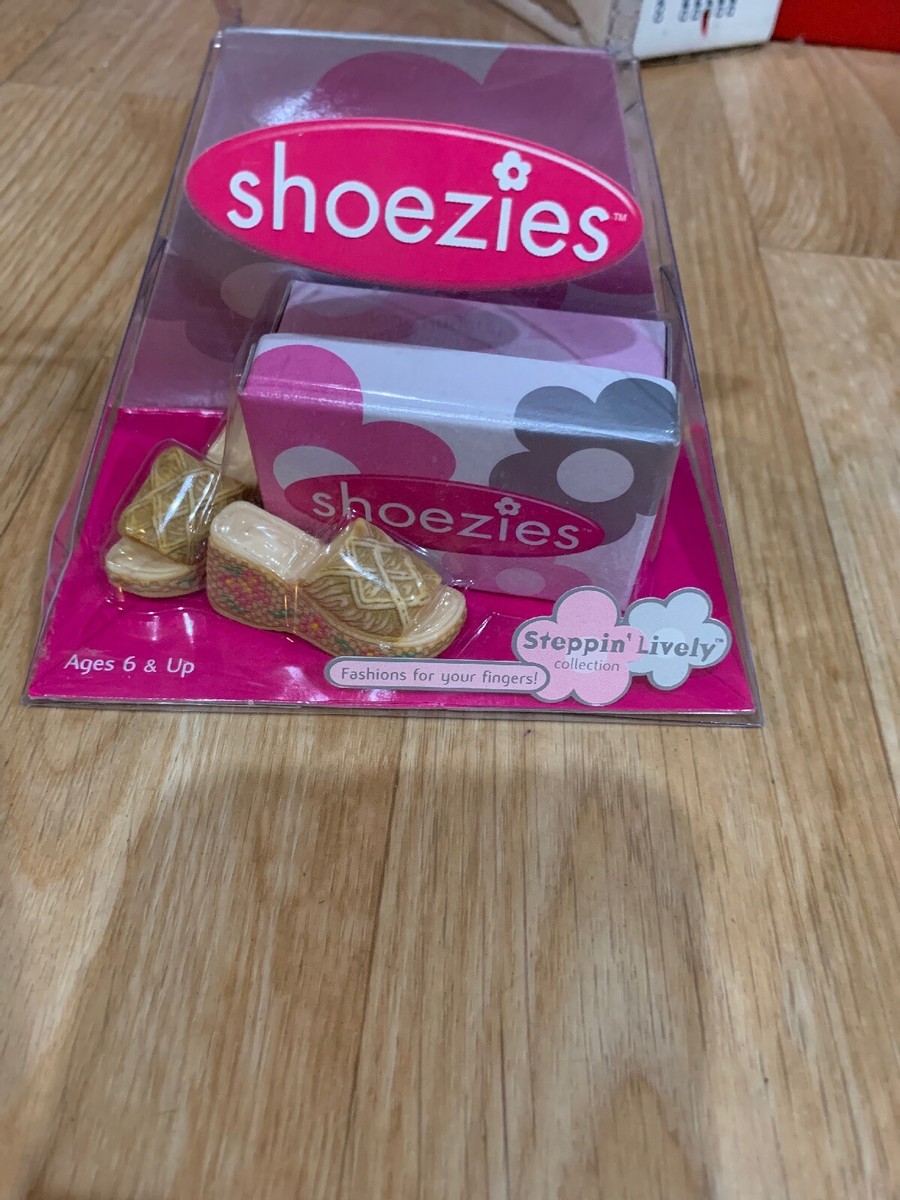 shoezies™
shoezies
Steppin' Lively™
collection
Ages 6 & Up
Fashions for your fingers!